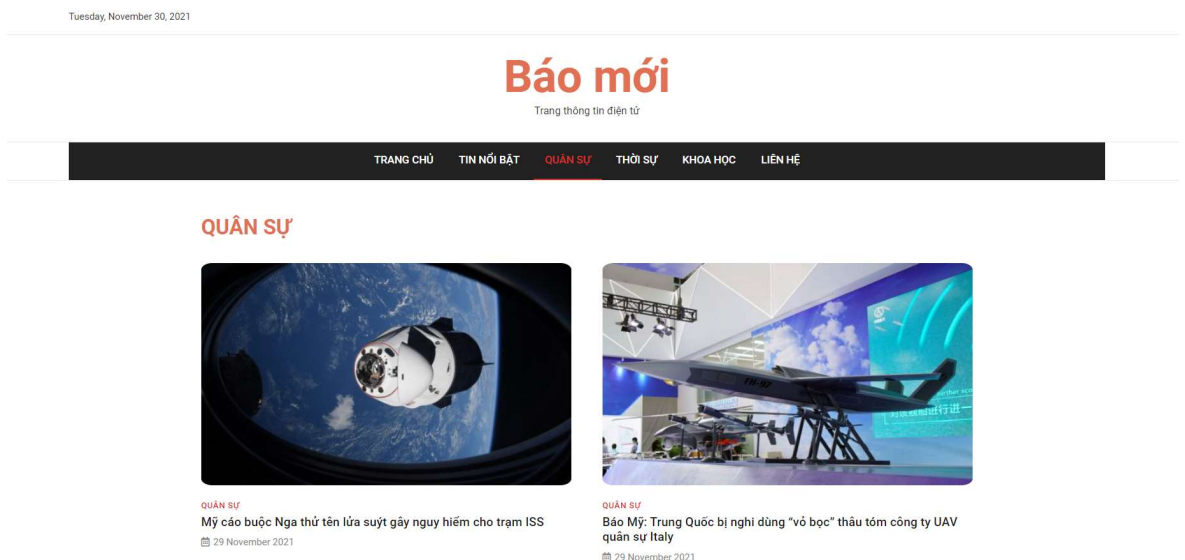 Tuesday, November 30, 2021
Báo mới
Trang thông tin điện tử
TRANG CHỦ TIN NỔI BẬT QUÂN SỰ THỜI SỰ KHOA HỌC LIÊN HỆ
QUÂN SỰ
FH-97
QUÂN SỰ
Mỹ cáo buộc Nga thử tên lửa suýt gây nguy hiểm cho trạm ISS
29 November 2021
QUÂN SỰ
Báo Mỹ: Trung Quốc bị nghi dùng “vỏ bọc” thâu tóm công ty UAV
quân sự Italy
29 November 2021